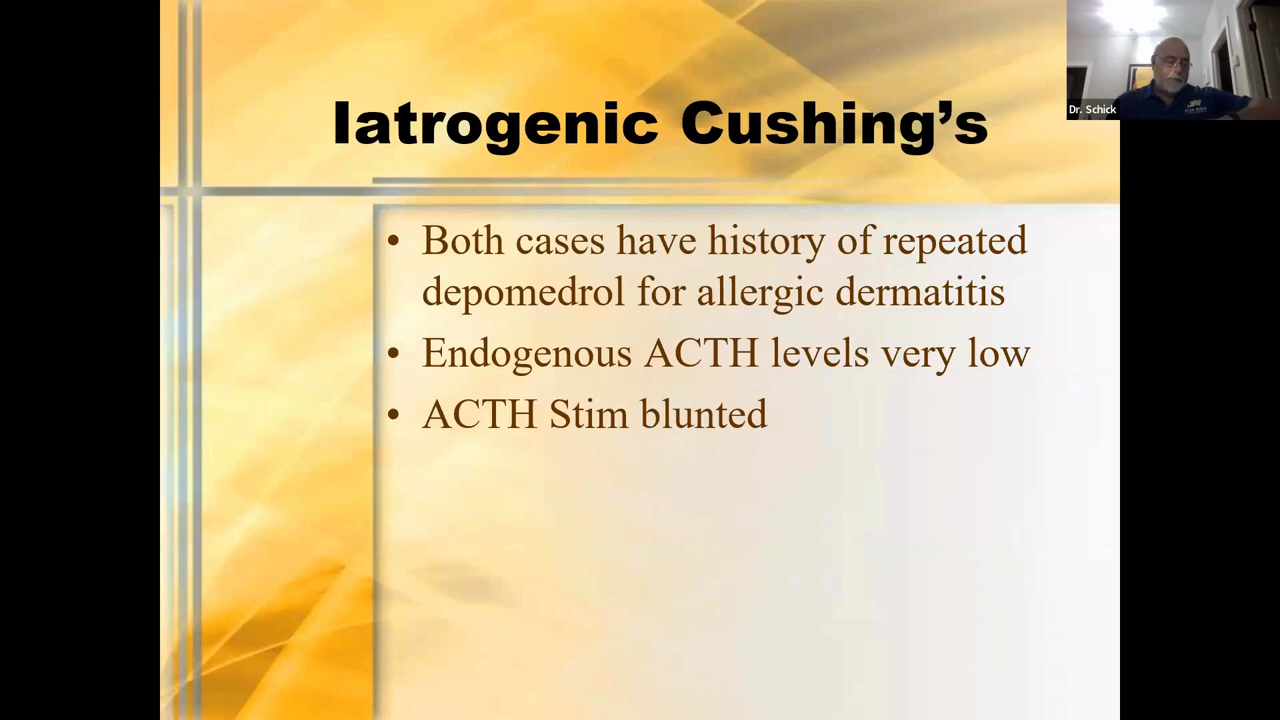 Iatrogenic Cushing’s
• Both cases have history of repeated
depomedrol for allergic dermatitis
• Endogenous ACTH levels very low
• ACTH Stim blunted
Dr. Schick